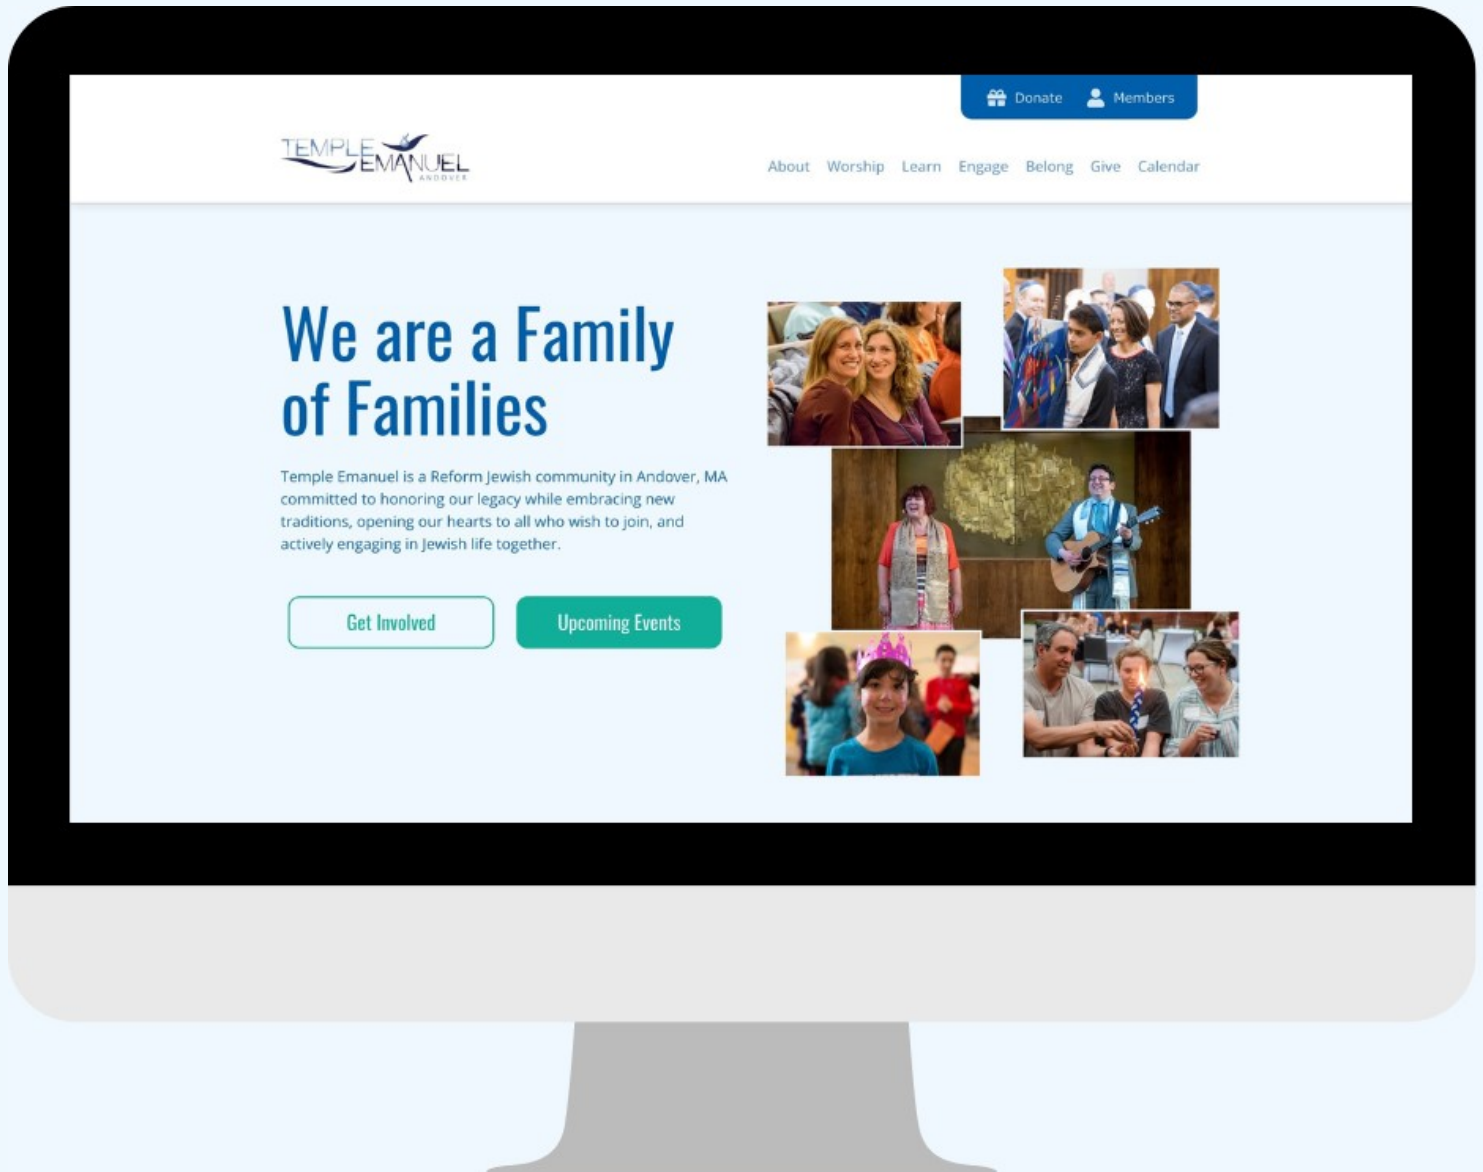 Donate Members
TEMPLE
EMANUEL
ANDOVER
About Worship Learn Engage Belong Give Calendar
We are a Family
of Families
Temple Emanuel is a Reform Jewish community in Andover, MA
committed to honoring our legacy while embracing new
traditions, opening our hearts to all who wish to join, and
actively engaging in Jewish life together.
Get Involved Upcoming Events